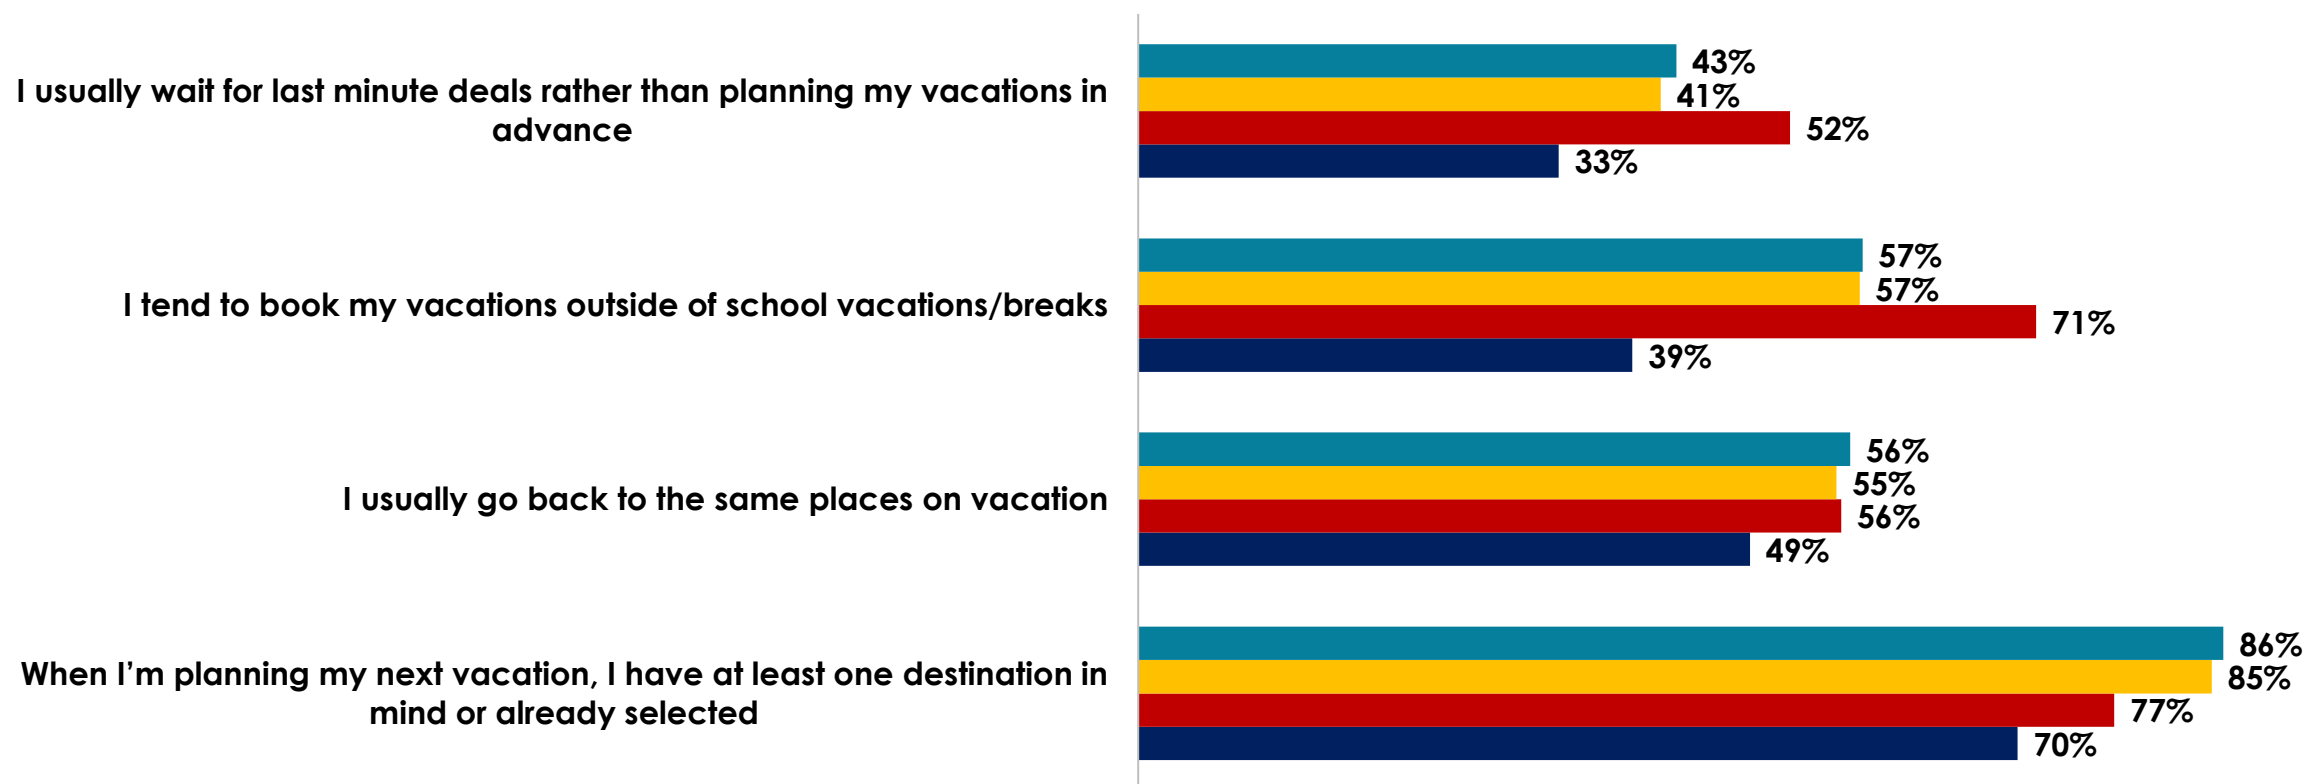 I usually wait for last minute deals rather than planning my vacations in
advance
43%
41%
52%
33%
I tend to book my vacations outside of school vacations/breaks
57%
57%
71%
39%
I usually go back to the same places on vacation
56%
55%
56%
49%
When I’m planning my next vacation, I have at least one destination in
mind or already selected
86%
85%
77%
70%